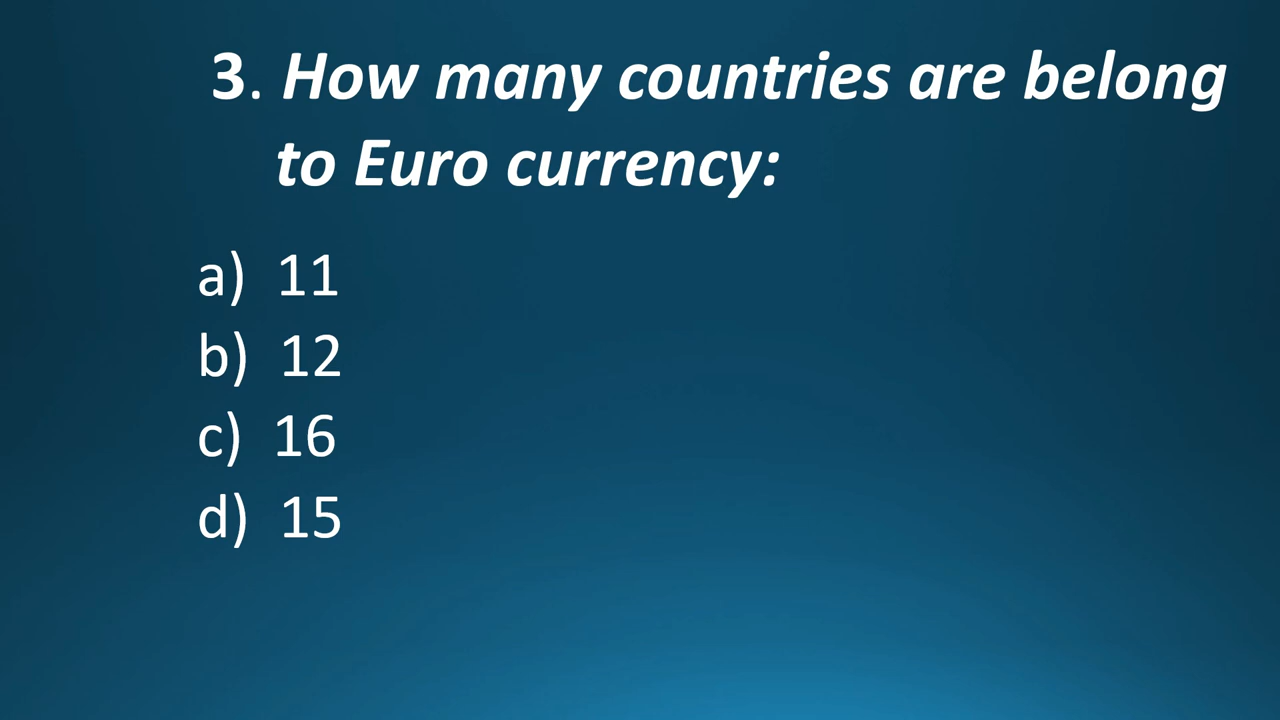 3. How many countries are belong
to Euro currency:
a) 11
b) 12
c) 16
d) 15